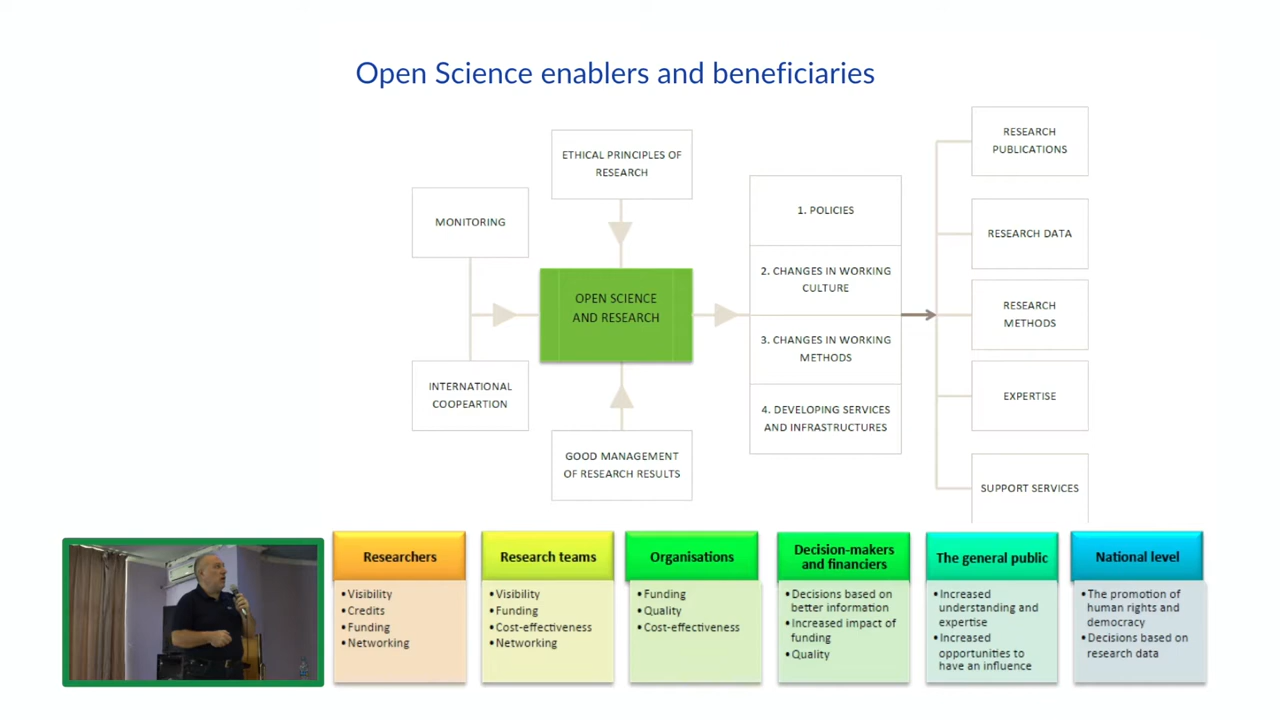 Open Science enablers and beneficiaries
ETHICAL PRINCIPLES OF
RESEARCH
MONITORING
OPEN SCIENCE
AND RESEARCH
INTERNATIONAL
COOPEARTION
GOOD MANAGEMENT
OF RESEARCH RESULTS
1. POLICIES
2. CHANGES IN WORKING
CULTURE
3. CHANGES IN WORKING
METHODS
4. DEVELOPING SERVICES
AND INFRASTRUCTURES
RESEARCH
PUBLICATIONS
RESEARCH DATA
RESEARCH
METHODS
EXPERTISE
SUPPORT SERVICES
Researchers
•Visibility
•Credits
•Funding
•Networking
Research teams
•Visibility
•Funding
•Cost-effectiveness
•Networking
Organisations
•Funding
•Quality
•Cost-effectiveness
Decision-makers
and financiers
•Decisions based on
better information
•Increased impact of
funding
•Quality
The general public
•Increased
understanding and
expertise
•Increased
opportunities to
have an influence
National level
•The promotion of
human rights and
democracy
•Decisions based on
research data